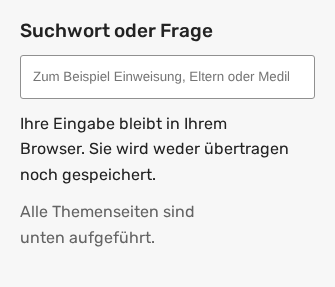 Suchwort oder Frage
Zum Beispiel Einweisung, Eltern oder Medil
Ihre Eingabe bleibt in Ihrem
Browser. Sie wird weder übertragen
noch gespeichert.
Alle Themenseiten sind
unten aufgeführt.